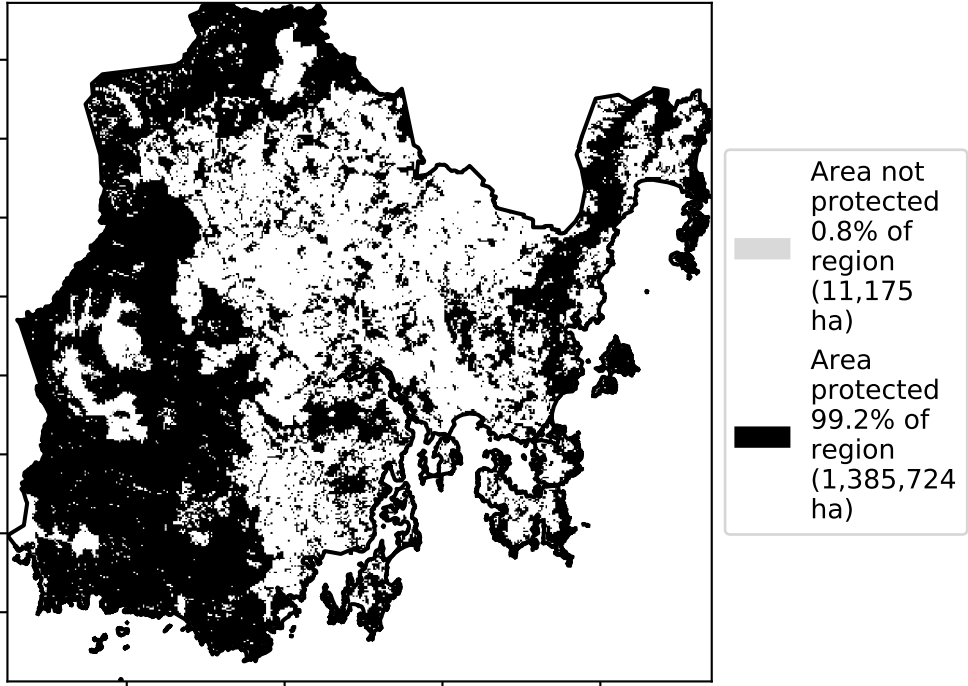 Area not
protected
0.8% of
region
(11,175
ha)
Area
protected
99.2% of
region
(1,385,724
ha)